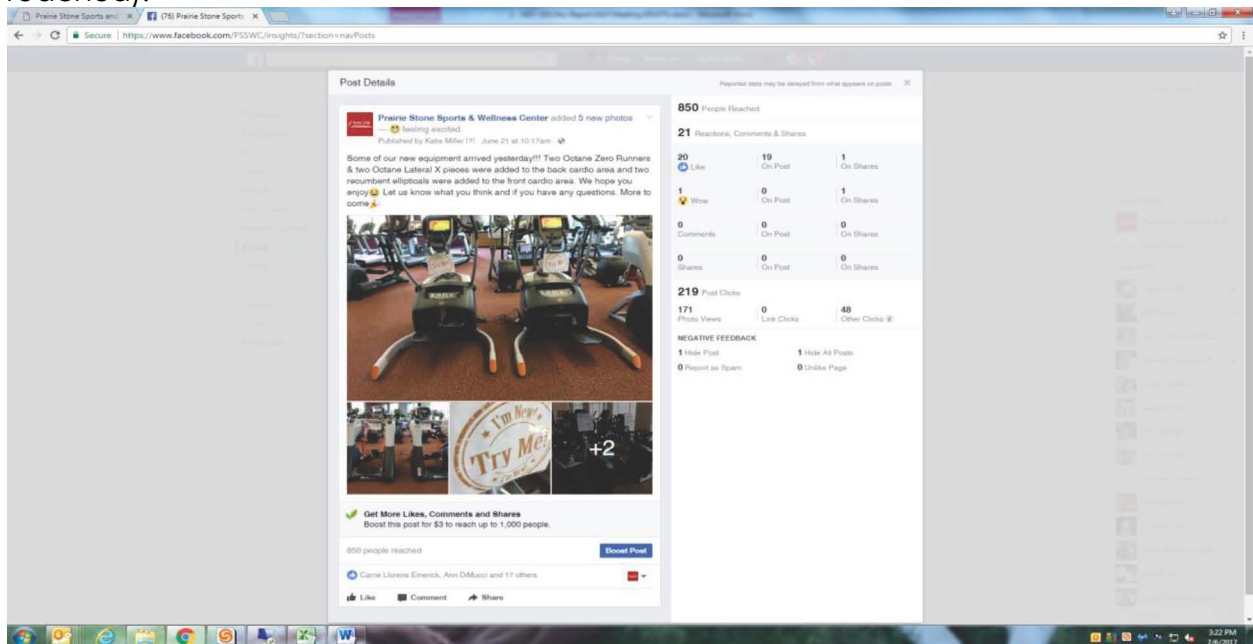 Prairie Stone Sports and
(76) Prairie Stone Sports
Secure | https://www.facebook.com/PSSWC/insights/?section=navPosts
Post Details
Reported stats may be delayed from what appears on posts
Prairie Stone Sports & Wellness Center added 5 new photos
— feeling excited.
Published by Katie Miller [?] · June 21 at 10:17am ·
Some of our new equipment arrived yesterday!!! Two Octane Zero Runners
& two Octane Lateral X pieces were added to the back cardio area and two
recumbent ellipticals were added to the front cardio area. We hope you
enjoy Let us know what you think and if you have any questions. More to
come
I'm New!
Try Me!
+2
Get More Likes, Comments and Shares
Boost this post for $3 to reach up to 1,000 people.
850 people reached
Boost Post
Carrie Llorens Emerick, Ann DiMucci and 17 others
Like Comment Share
850 People Reached
21 Reactions, Comments & Shares
20 19 1
Like On Post On Shares
1 0 1
Wow On Post On Shares
0 0 0
Comments On Post On Shares
0 0 0
Shares On Post On Shares
219 Post Clicks
171 0 48
Photo Views Link Clicks Other Clicks
NEGATIVE FEEDBACK
1 Hide Post 1 Hide All Posts
0 Report as Spam 0 Unlike Page
3:22 PM
7/6/2017